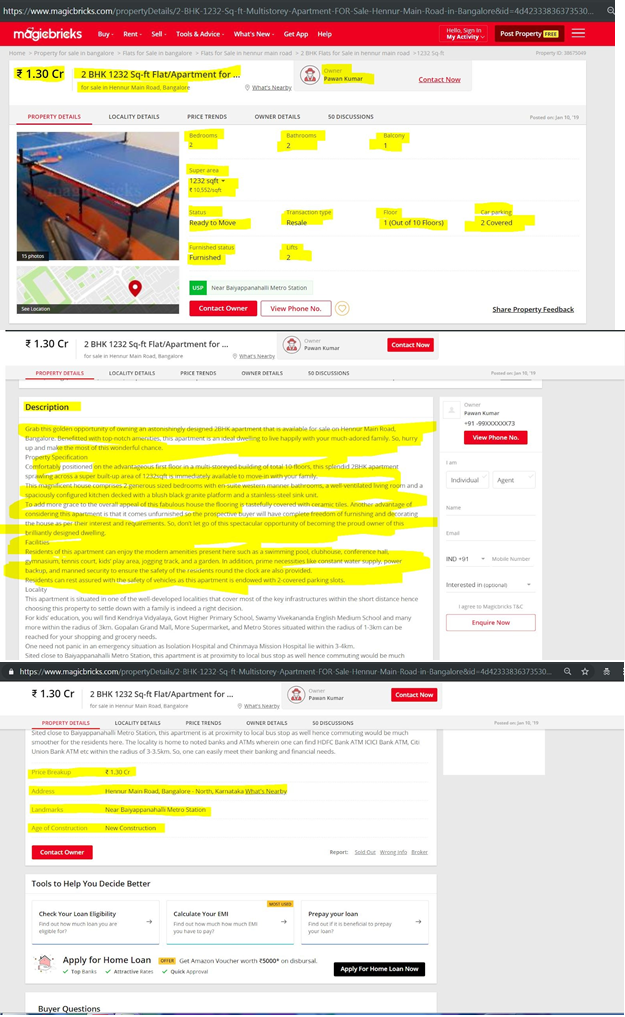 https://www.magicbricks.com/propertyDetails/2-BHK-1232-Sq-ft-Multistorey-Apartment-FOR-Sale-Hennur-Main-Road-in-Bangalore&id=4d42333836373530...
magicbricks Buy Rent Sell Tools & Advice What's New Get App Help Hello, Sign in My Activity Post Property FREE
Home > Property for sale in bangalore > Flats for Sale in bangalore > Flats for Sale in hennur main road > 2 BHK Flats for Sale in hennur main road >1232 Sq-ft Property ID: 38675046
₹ 1.30 Cr 2 BHK 1232 Sq-ft Flat/Apartment for ... Owner
Pawan Kumar Contact Now
for sale in Hennur Main Road, Bangalore What's Nearby
PROPERTY DETAILS LOCALITY DETAILS PRICE TRENDS OWNER DETAILS 50 DISCUSSIONS Posted on: Jan 10, '19
magicbricks
15 photos
See Location
Bedrooms Bathrooms Balcony
2 2 1
Super area
1232 sqft
₹ 10,552/sqft
Status Transaction type Floor Car parking
Ready to Move Resale 1 (Out of 10 Floors) 2 Covered
Furnished status Lifts
Furnished 2
USP Near Baiyappanahalli Metro Station
Contact Owner View Phone No. Share Property Feedback
₹ 1.30 Cr 2 BHK 1232 Sq-ft Flat/Apartment for ... Owner
Pawan Kumar Contact Now
for sale in Hennur Main Road, Bangalore What's Nearby
PROPERTY DETAILS LOCALITY DETAILS PRICE TRENDS OWNER DETAILS 50 DISCUSSIONS Posted on: Jan 10, '19
Description
Grab this golden opportunity of owning an astonishingly designed 2BHK apartment that is available for sale on Hennur Main Road,
Bangalore. Benefitted with top-notch amenities, this apartment is an ideal dwelling to live happily with your much adored family. So, hurry
up and make the most of this wonderful chance.
Property Specification
Comfortably positioned on the advantageous first floor in a multi-storeyed building of total 10 floors, this splendid 2BHK apartment
sprawling across a super built-up area of 1232sqft is immediately available to move-in with your family.
This magnificent house comprises 2 generous sized bedrooms with en-suite western manner bathrooms, a well-ventilated living room and a
spaciously configured kitchen decked with a blush black granite platform and a stainless steel sink unit.
To add more grace to the overall appeal of this fabulous house the flooring is tastefully covered with ceramic tiles. Another advantage of
considering this apartment is that it comes unfurnished so the prospective buyer will have complete freedom of furnishing and decorating
the house as per their interest and requirements. So, don't let go of this spectacular opportunity of becoming the proud owner of this
brilliantly designed dwelling.
Facilities
Residents of this apartment can enjoy the modern amenities present here such as a swimming pool, clubhouse, conference hall,
gymnasium, tennis court, kids' play area, jogging track, and a garden. In addition, prime necessities like constant water supply, power
backup, and manned security to ensure the safety of the residents round the clock are also provided.
Residents can rest assured with the safety of vehicles as this apartment is endowed with 2-covered parking slots.
Locality
This apartment is situated in one of the well-developed localities that cover most of the key infrastructures within the short distance hence
choosing this property to settle down with a family is indeed a right decision.
For kids' education, you will find Kendriya Vidyalaya, Govt Higher Primary School, Swamy Vivekananda English Medium School and many
more within the radius of 3km. Gopalan Grand Mall, More Supermarket, and Metro Stores situated within the radius of 1-3km can be
reached for your shopping and grocery needs.
One need not panic in an emergency situation as Isolation Hospital and Chinmaya Mission Hospital lie within 3-4km.
Sited close to Baiyappanahalli Metro Station, this apartment is at proximity to local bus stop as well hence commuting would be much
Owner
Pawan Kumar
+91 -99XXXXXX73
View Phone No.
I am
Individual Agent
Name
Email
IND +91 Mobile Number
Interested in (optional)
I agree to Magicbricks T&C
Enquire Now
https://www.magicbricks.com/propertyDetails/2-BHK-1232-Sq-ft-Multistorey-Apartment-FOR-Sale-Hennur-Main-Road-in-Bangalore&id=4d42333836373530...
₹ 1.30 Cr 2 BHK 1232 Sq-ft Flat/Apartment for ... Owner
Pawan Kumar Contact Now
for sale in Hennur Main Road, Bangalore What's Nearby
PROPERTY DETAILS LOCALITY DETAILS PRICE TRENDS OWNER DETAILS 50 DISCUSSIONS Posted on: Jan 10, '19
Sited close to Baiyappanahalli Metro Station, this apartment is at proximity to local bus stop as well hence commuting would be much
smoother for the residents here. The locality is home to noted banks and ATMs wherein one can find HDFC Bank ATM ICICI Bank ATM, Citi
Union Bank ATM etc within the radius of 3-3.5km. So, one can easily meet their banking and financial needs.
Price Breakup ₹ 1.30 Cr
Address Hennur Main Road, Bangalore - North, Karnataka What's Nearby
Landmarks Near Baiyappanahalli Metro Station
Age of Construction New Construction
Contact Owner Report: Sold Out Wrong Info Broker
Tools to Help You Decide Better
MOST USED
Check Your Loan Eligibility Calculate Your EMI Prepay your loan
Find out how much loan you are eligible for? Find out how much much EMI you have to pay? Find out if it is beneficial to prepay your loan?
Apply for Home Loan OFFER Get Amazon Voucher worth ₹5000* on disbursal.
Top Banks Attractive Rates Quick Approval Apply For Home Loan Now
Buyer Questions